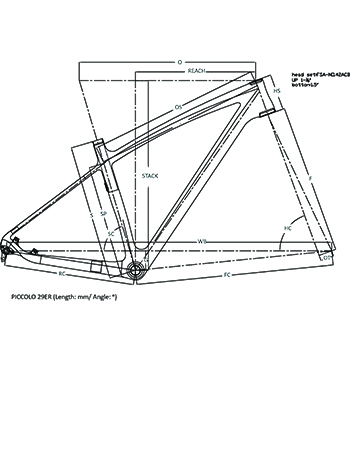 O
REACH
head set:FSA-NO.42ACB
UP 1-⅛"
bottom1.5"
HS
OS
STACK
F
S
SP
SC
HC
WB
OT
RC
FC
PICCOLO 29ER (Length: mm/ Angle: °)